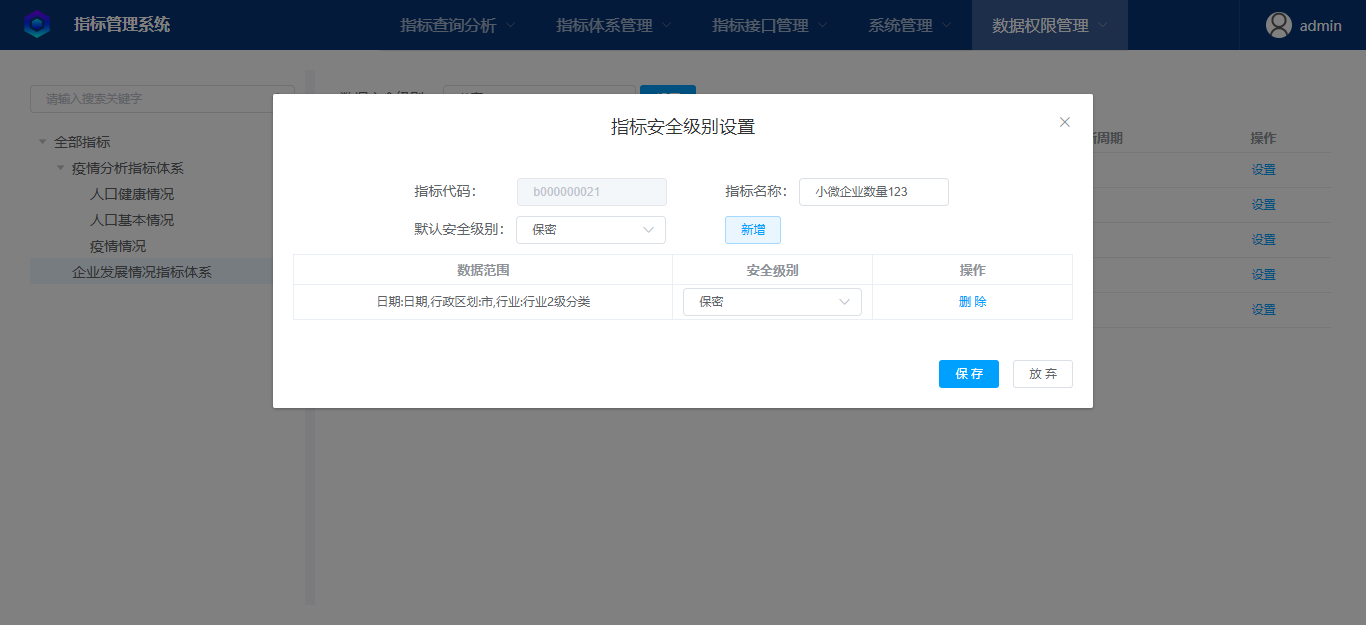 指标管理系统
指标查询分析
指标体系管理
指标接口管理
系统管理
数据权限管理
admin
请输入搜索关键字
全部指标
疫情分析指标体系
人口健康情况
人口基本情况
疫情情况
企业发展情况指标体系
周期
操作
设置
设置
设置
设置
设置
指标安全级别设置
指标代码：
b000000021
指标名称：
小微企业数量123
默认安全级别：
保密
新增
数据范围
安全级别
操作
日期:日期,行政区划:市,行业:行业2级分类
保密
删 除
保 存
放 弃